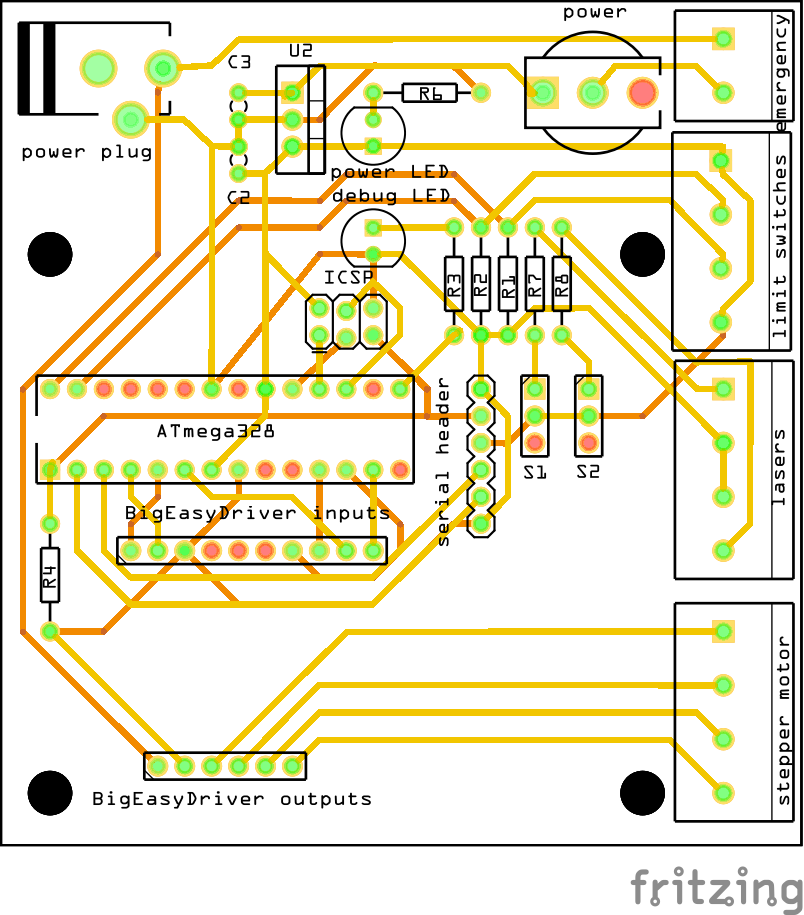 power
emergency
U2
C3
R6
power plug
power LED
limit switches
C2
debug LED
ICSP
R3
R2
R1
R7
R8
ATmega328
serial header
S1
S2
lasers
BigEasyDriver inputs
R4
stepper motor
BigEasyDriver outputs
fritzing